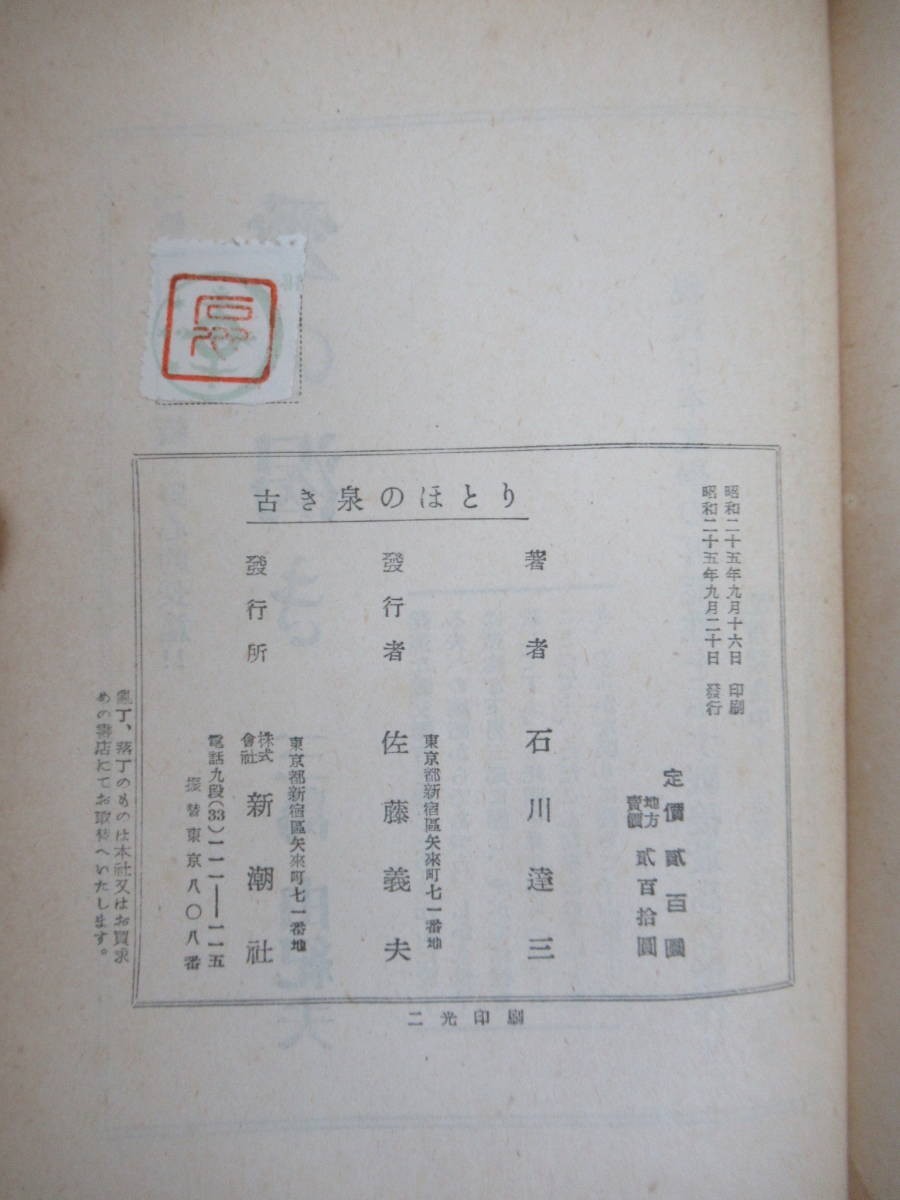 古き泉のほとり
昭和二十五年九月十六日 印刷
昭和二十五年九月二十日 發行
定價貳百圓
地方賣價 貳百拾圓
著者 石川達三
東京都新宿區矢來町七一番地
發行者 佐藤義夫
東京都新宿區矢來町七一番地
發行所 株式會社 新潮社
電話九段(33)一一一―一一五
振替東京八〇八番
亂丁、落丁のものは本社又はお買求
めの書店にてお取替へいたします。
二光印刷